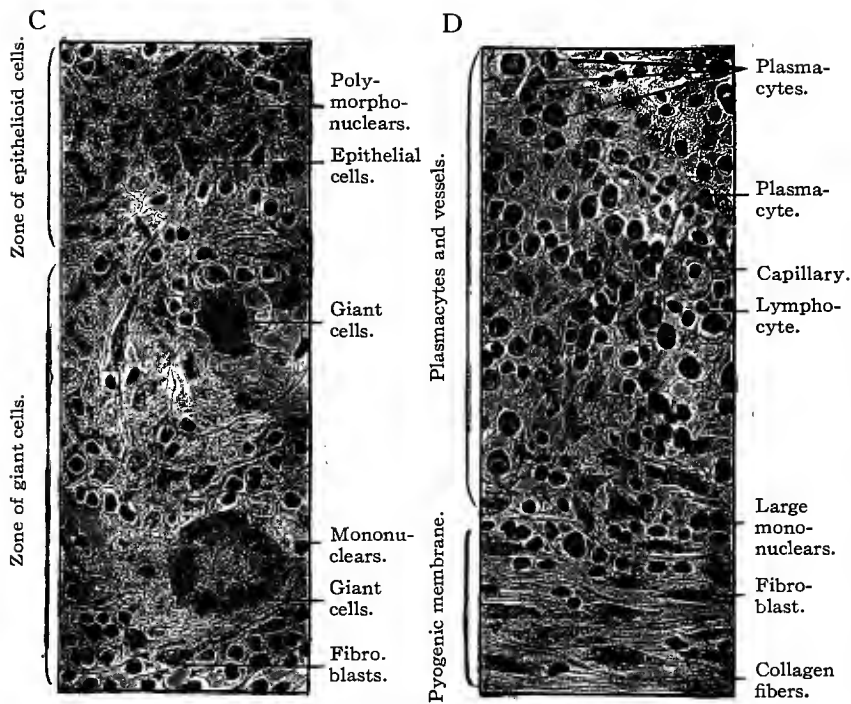 C
Zone of epithelioid cells.
Zone of giant cells.
Poly-
morpho-
nuclears.
Epithelial
cells.
Giant
cells.
Mononu-
clears.
Giant
cells.
Fibro.
blasts.
D
Plasmacytes and vessels.
Pyogenic membrane.
Plasma-
cytes.
Plasma-
cyte.
Capillary.
Lympho-
cyte.
Large
mono-
nuclears.
Fibro-
blast.
Collagen
fibers.